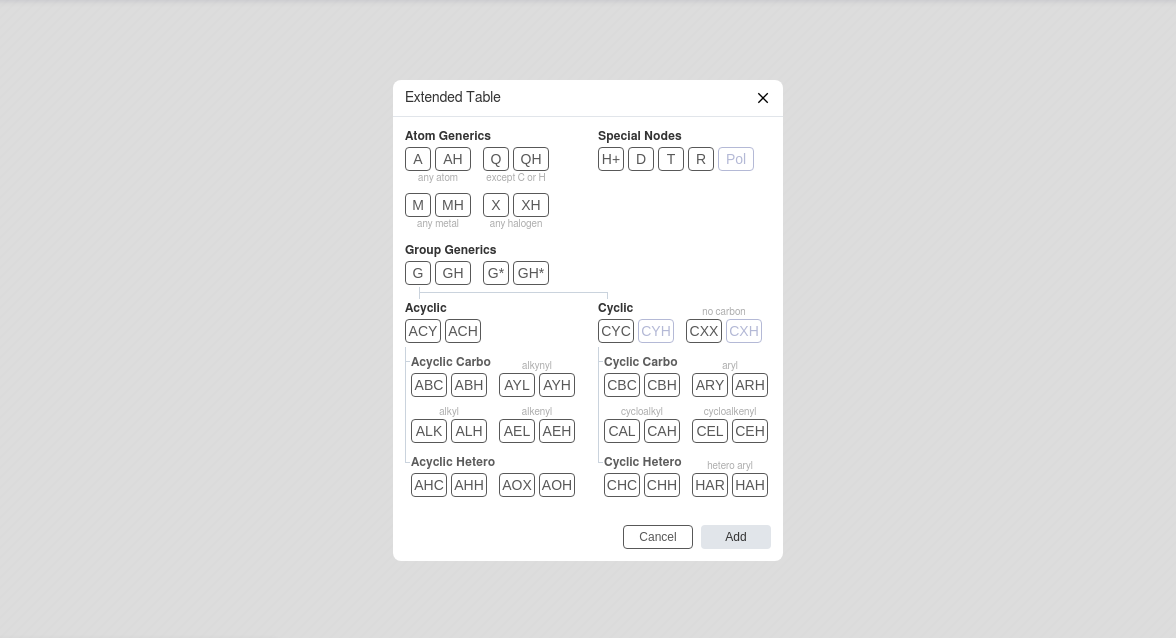 Extended Table
Atom Generics
A AH Q QH
any atom except C or H
M MH X XH
any metal any halogen
Special Nodes
H+ D T R Pol
Group Generics
G GH G* GH*
Acyclic
ACY ACH
Acyclic Carbo alkynyl
ABC ABH AYL AYH
alkyl alkenyl
ALK ALH AEL AEH
Acyclic Hetero
AHC AHH AOX AOH
Cyclic no carbon
CYC CYH CXX CXH
Cyclic Carbo aryl
CBC CBH ARY ARH
cycloalkyl cycloalkenyl
CAL CAH CEL CEH
Cyclic Hetero hetero aryl
CHC CHH HAR HAH
Cancel Add